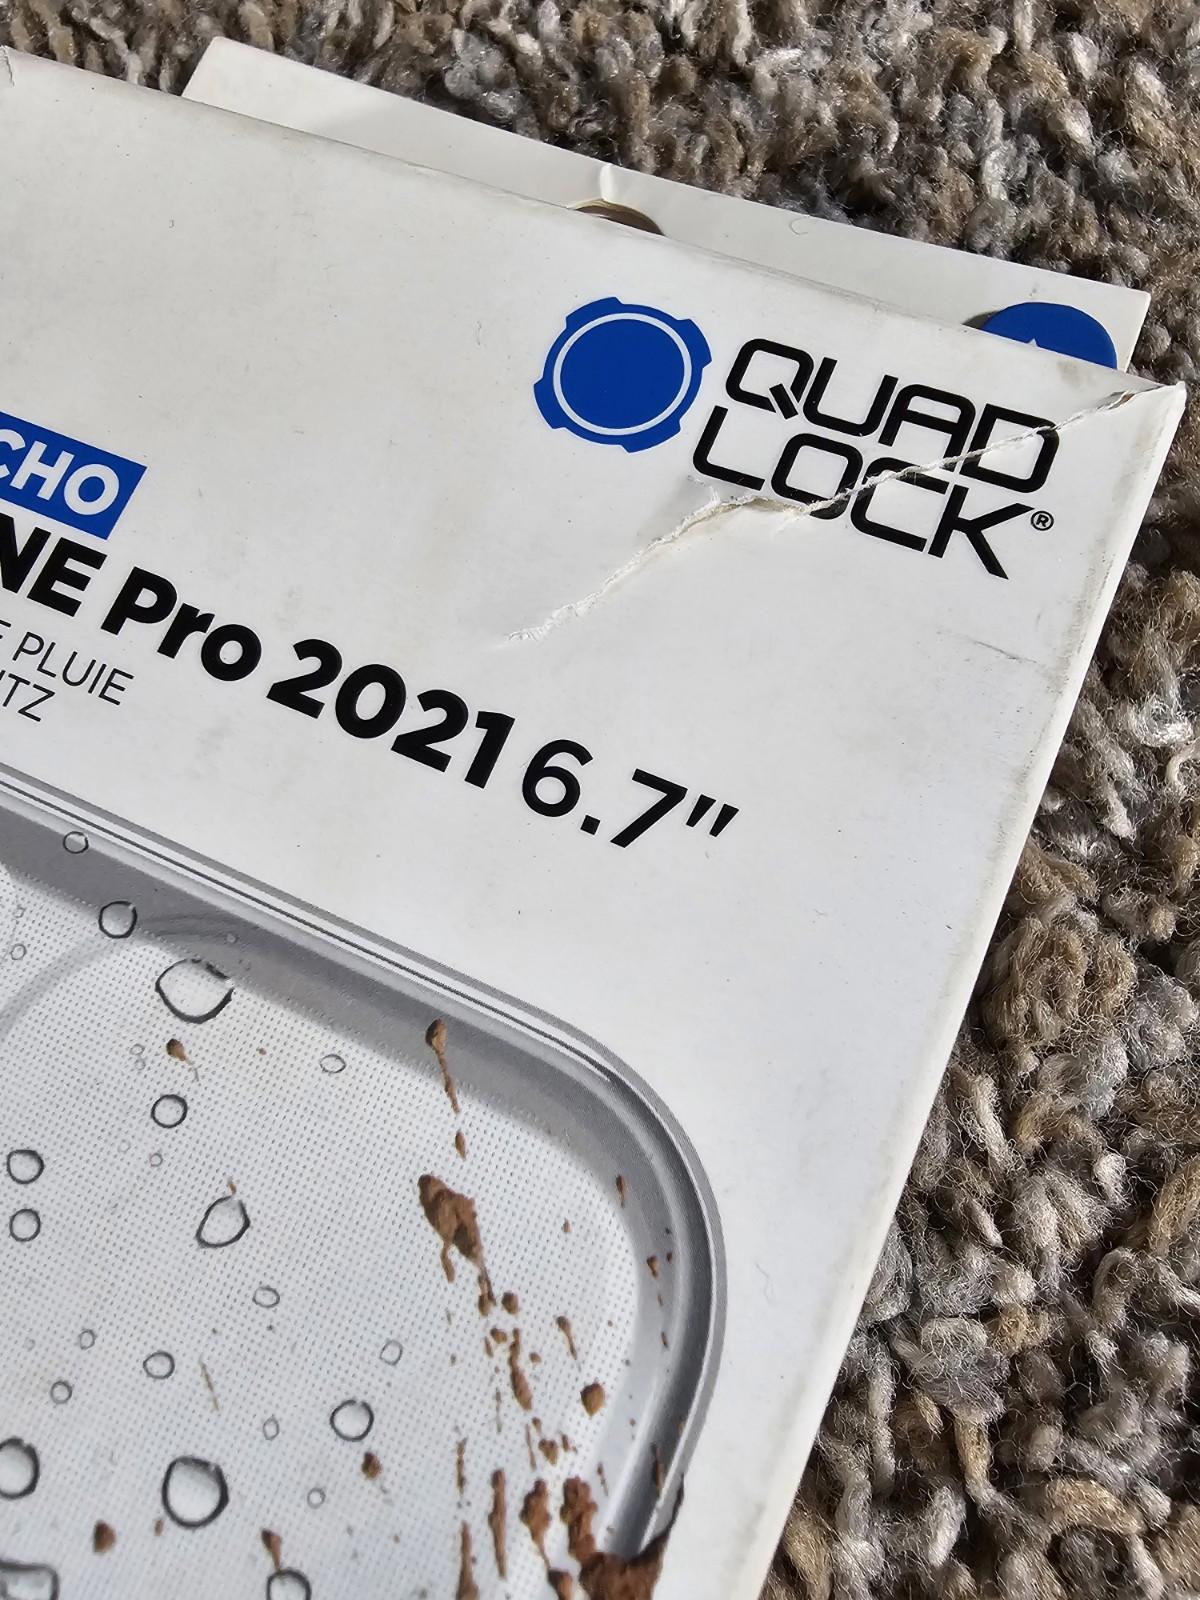 QUAD
LOCK®
CHO
NE Pro 2021 6.7"
E PLUIE
TZ